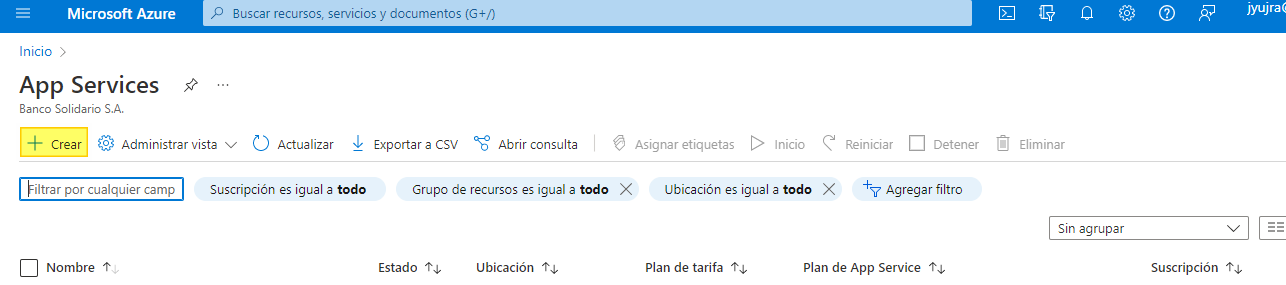 Microsoft Azure Buscar recursos, servicios y documentos (G+/) jyujra@
Inicio
App Services ...
Banco Solidario S.A.
Crear Administrar vista Actualizar Exportar a CSV Abrir consulta Asignar etiquetas Inicio Reiniciar Detener Eliminar
Filtrar por cualquier camp Suscripción es igual a todo Grupo de recursos es igual a todo Ubicación es igual a todo Agregar filtro
Sin agrupar
Nombre Estado Ubicación Plan de tarifa Plan de App Service Suscripción